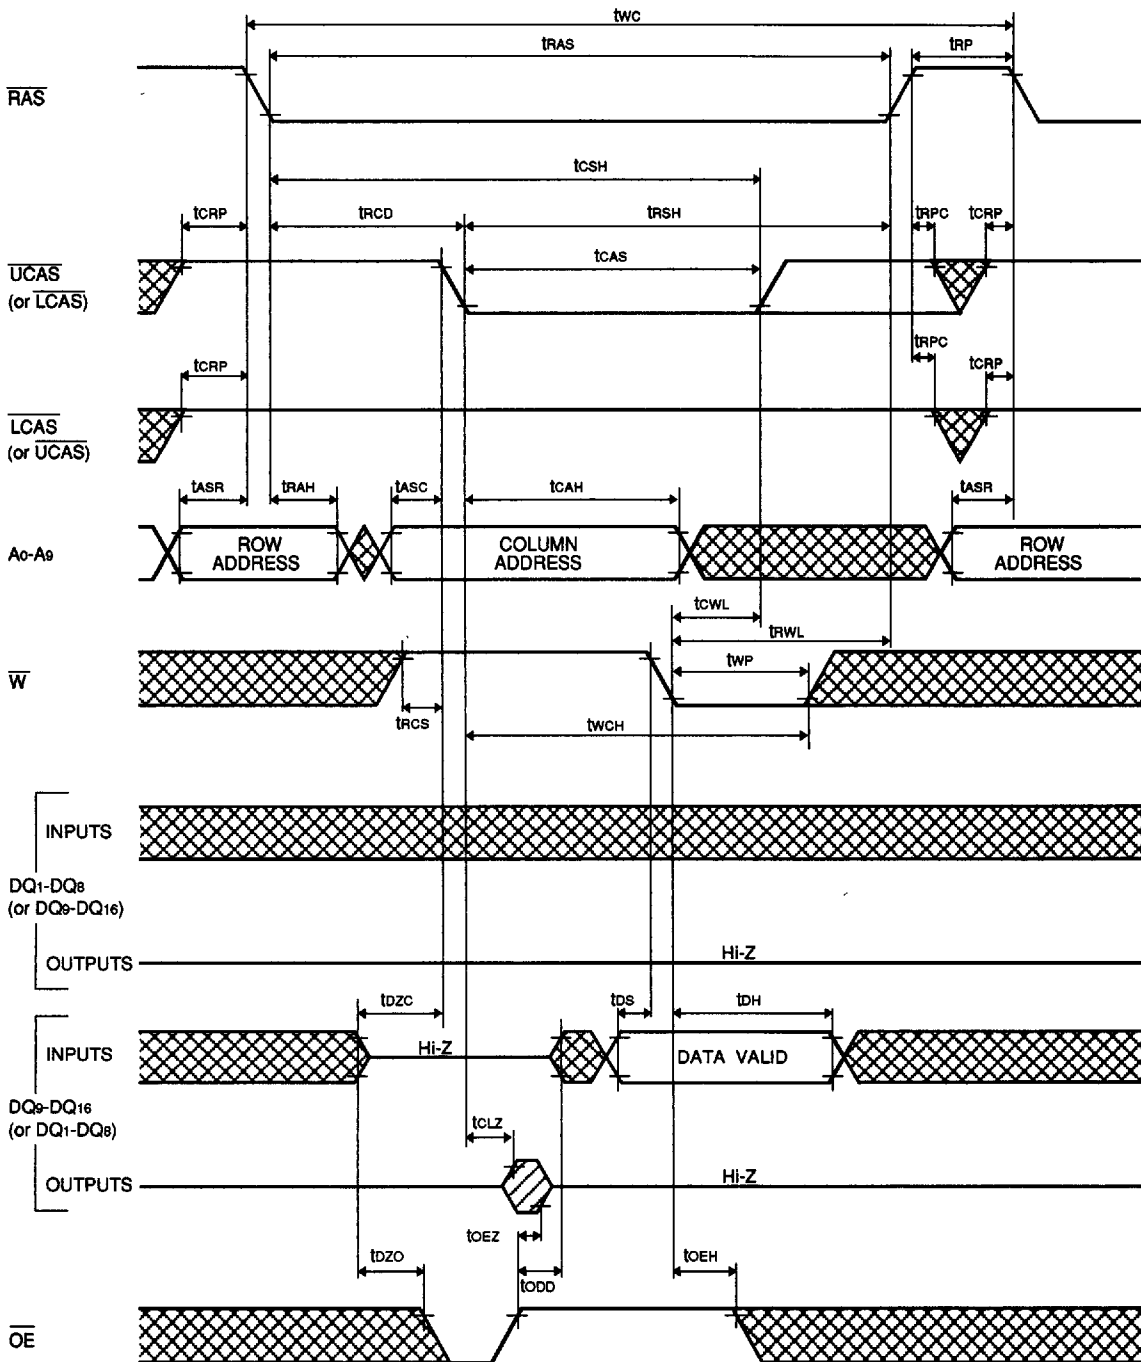 tWC
tRAS tRP
RAS
tCSH
tCRP tRCD tRSH tRPC tCRP
UCAS
(or LCAS)
tCAS
tCRP tRPC tCRP
LCAS
(or UCAS)
tASR tRAH tASC tCAH tASR
A0-A9
ROW
ADDRESS
COLUMN
ADDRESS
ROW
ADDRESS
tCWL
tRWL
W
tWP
tRCS
tWCH
INPUTS
DQ1-DQ8
(or DQ9-DQ16)
OUTPUTS
Hi-Z
tDZC tDS tDH
INPUTS
Hi-Z
DATA VALID
DQ9-DQ16
(or DQ1-DQ8)
tCLZ
OUTPUTS
Hi-Z
tOEZ
tDZO tODD tOEH
OE